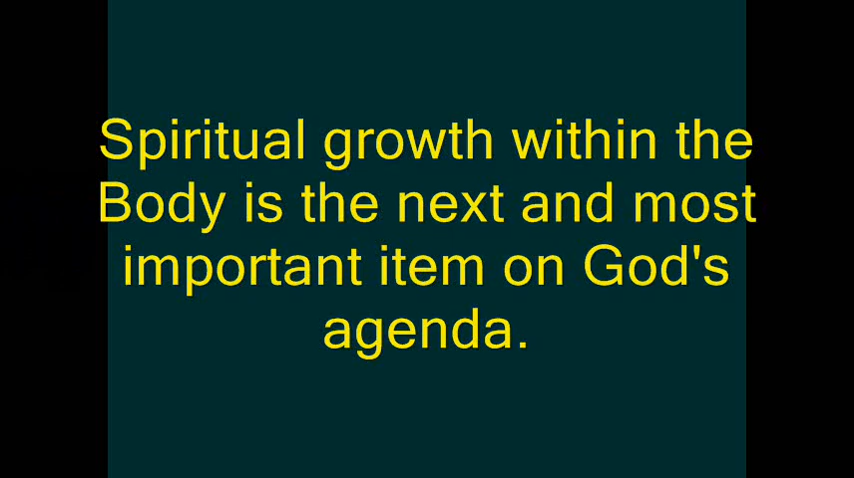 Spiritual growth within the
Body is the next and most
important item on God's
agenda.